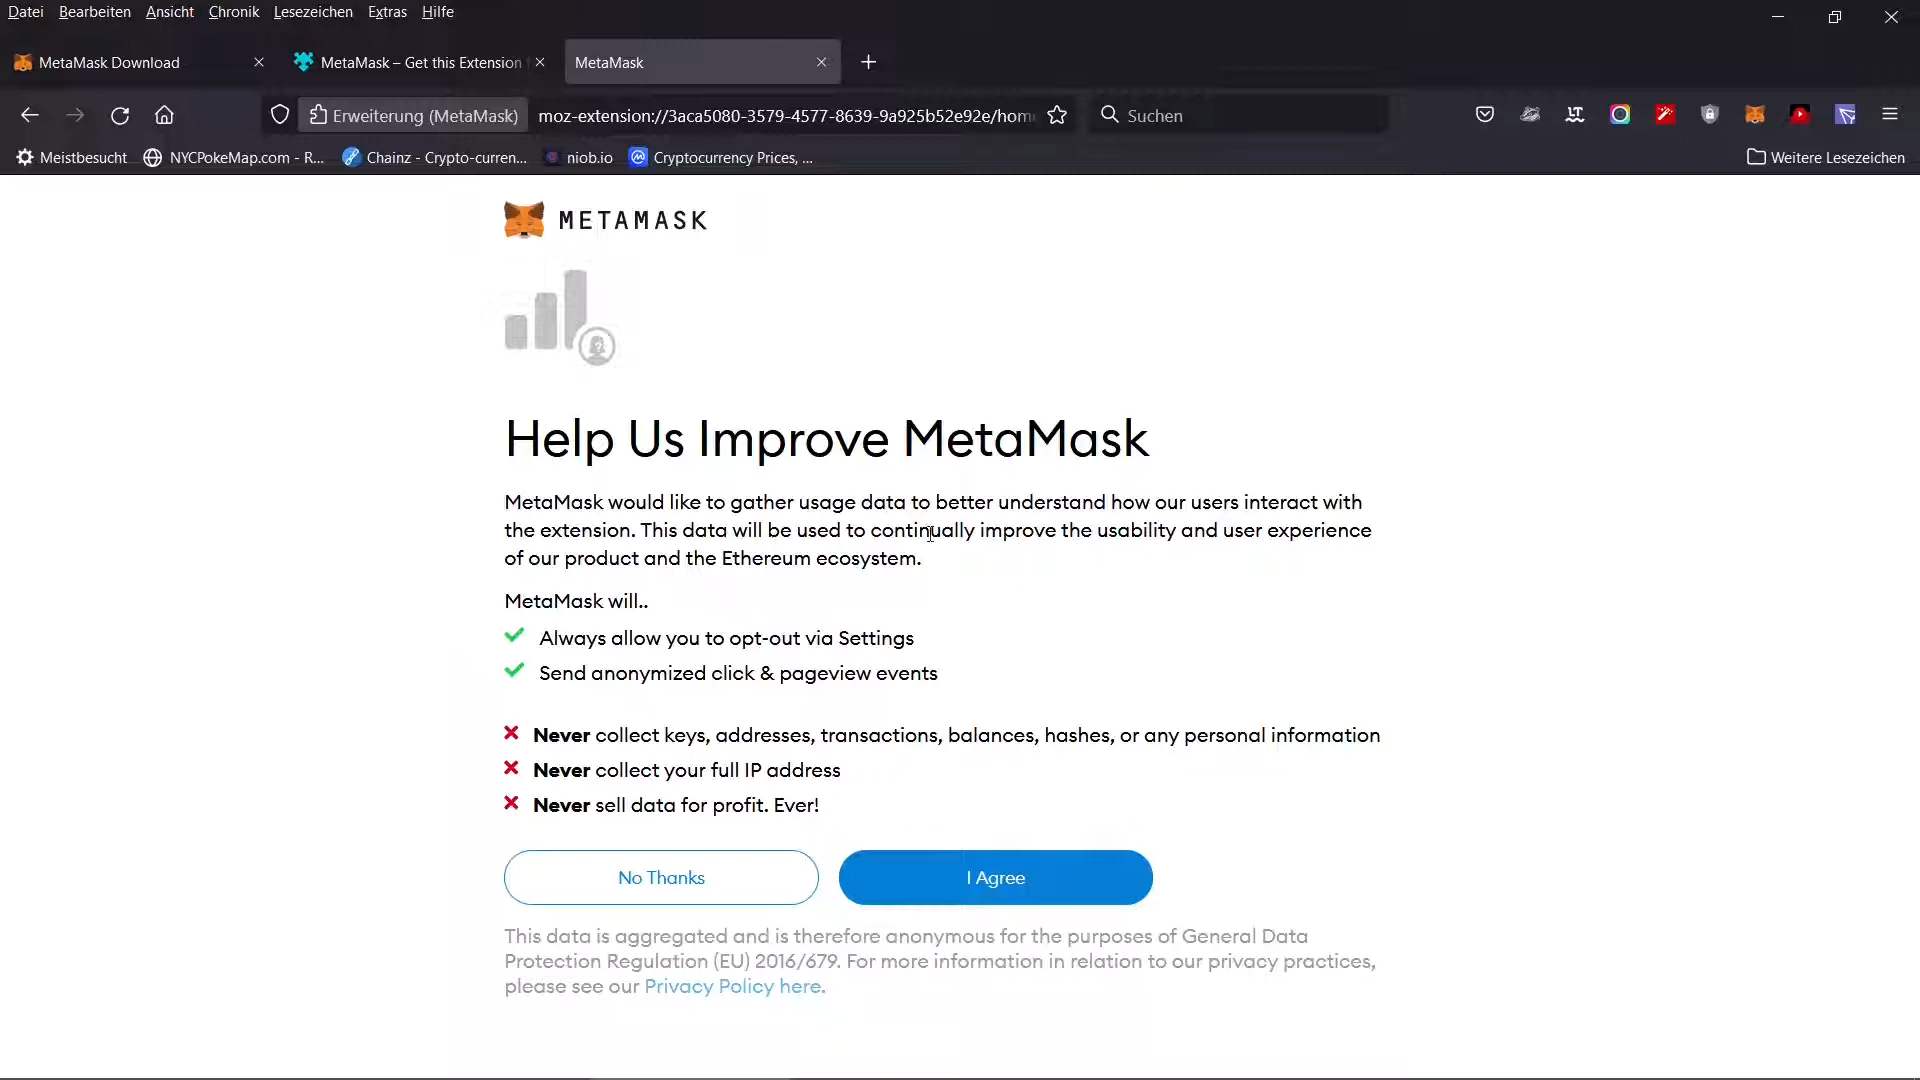 Datei Bearbeiten Ansicht Chronik Lesezeichen Extras Hilfe
MetaMask Download MetaMask – Get this Extension MetaMask
Erweiterung (MetaMask) moz-extension://3aca5080-3579-4577-8639-9a925b52e92e/hom Suchen
Meistbesucht NYCPokeMap.com - R... Chainz - Crypto-curren... niob.io Cryptocurrency Prices, ... Weitere Lesezeichen
METAMASK
Help Us Improve MetaMask
MetaMask would like to gather usage data to better understand how our users interact with
the extension. This data will be used to continually improve the usability and user experience
of our product and the Ethereum ecosystem.
MetaMask will..
Always allow you to opt-out via Settings
Send anonymized click & pageview events
Never collect keys, addresses, transactions, balances, hashes, or any personal information
Never collect your full IP address
Never sell data for profit. Ever!
No Thanks I Agree
This data is aggregated and is therefore anonymous for the purposes of General Data
Protection Regulation (EU) 2016/679. For more information in relation to our privacy practices,
please see our Privacy Policy here.